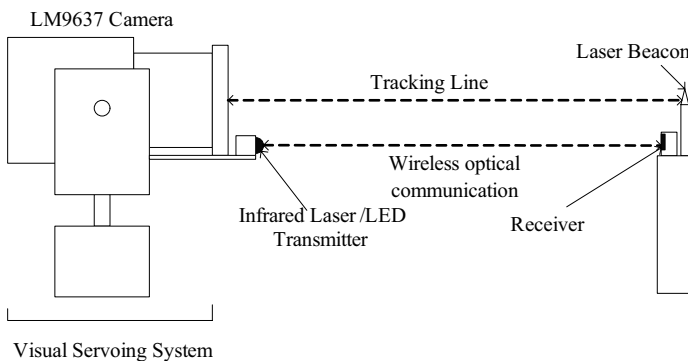 LM9637 Camera
Laser Beacon
Tracking Line
Wireless optical
communication
Infrared Laser /LED
Transmitter
Receiver
Visual Servoing System